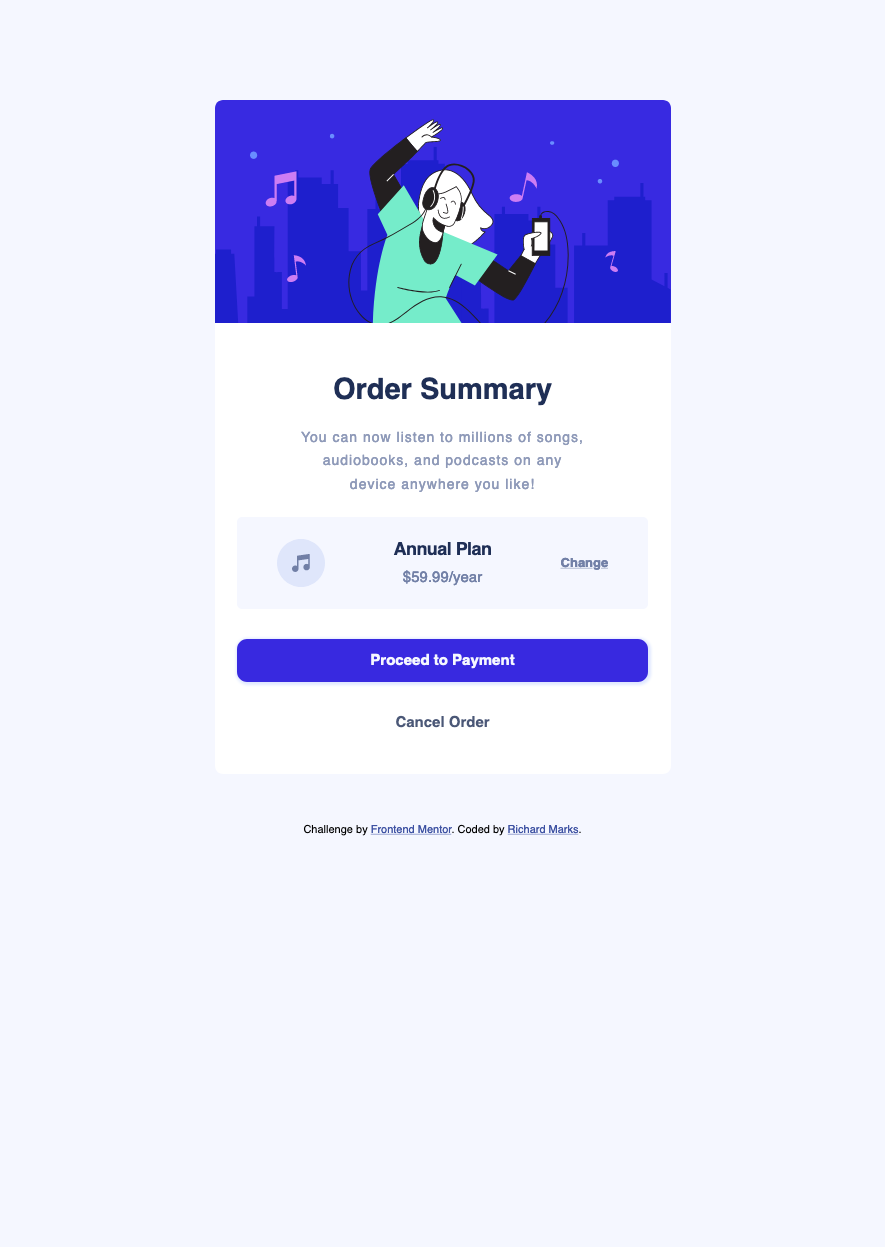 Order Summary
You can now listen to millions of songs,
audiobooks, and podcasts on any
device anywhere you like!
Annual Plan
$59.99/year
Change
Proceed to Payment
Cancel Order
Challenge by Frontend Mentor. Coded by Richard Marks.